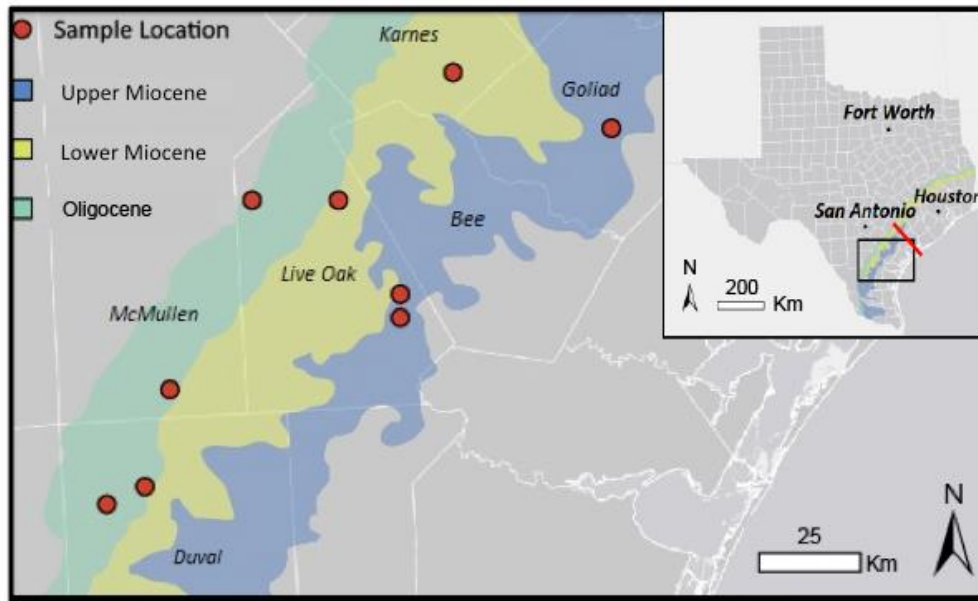 Sample Location
Upper Miocene
Lower Miocene
Oligocene
Karnes
Goliad
Bee
Live Oak
McMullen
Duval
Fort Worth
Houston
San Antonio
N
200
Km
25
Km
N